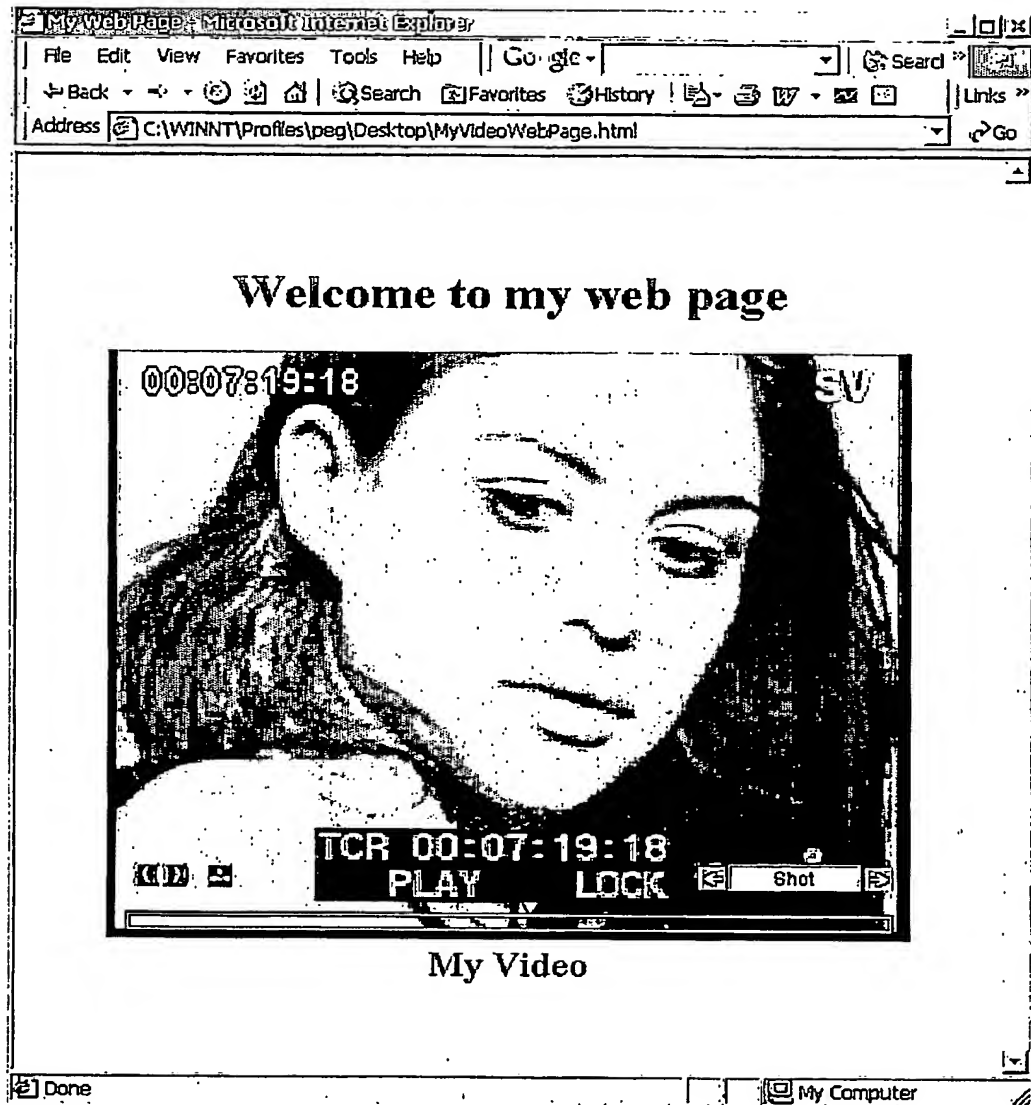 My Web Page - Microsoft Internet Explorer
File Edit View Favorites Tools Help Google Search »
Back Search Favorites History Links »
Address C:\WINNT\Profiles\peg\Desktop\MyVideoWebPage.html Go
Welcome to my web page
00:07:19:18 SV
TCR 00:07:19:18
PLAY LOCK Shot
My Video
Done My Computer